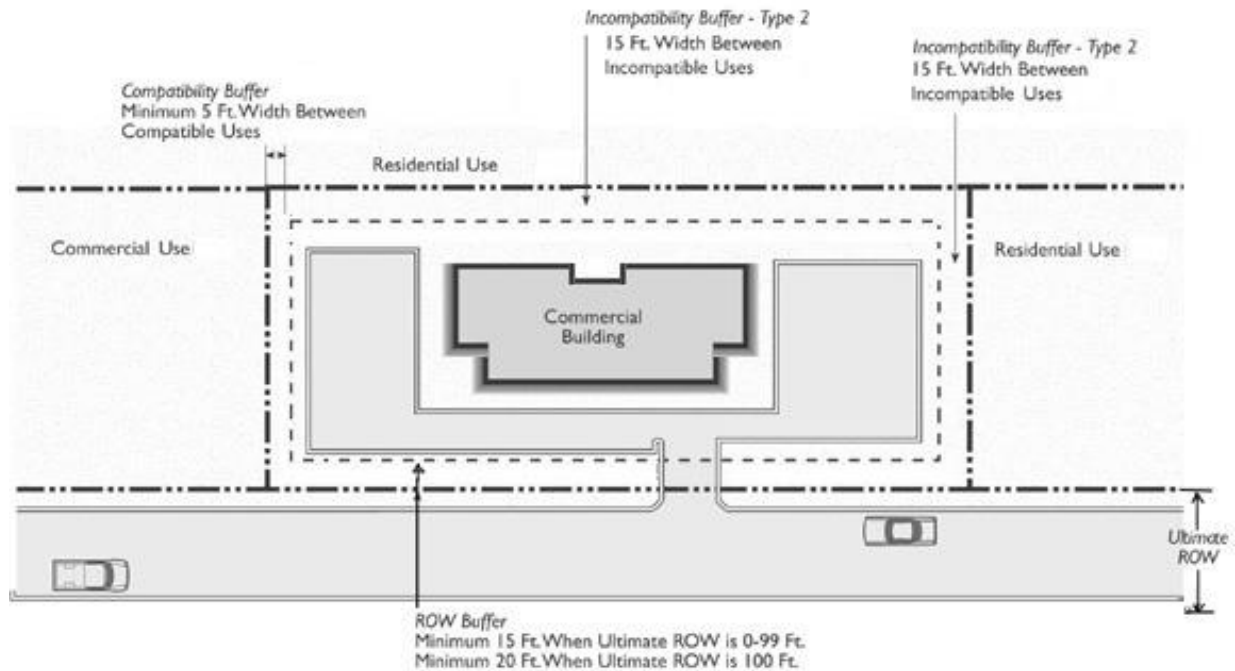 Incompatibility Buffer - Type 2
15 Ft. Width Between
Incompatible Uses
Incompatibility Buffer - Type 2
15 Ft. Width Between
Incompatible Uses
Compatibility Buffer
Minimum 5 Ft. Width Between
Compatible Uses
Residential Use
Commercial Use
Residential Use
Commercial
Building
Ultimate
ROW
ROW Buffer
Minimum 15 Ft. When Ultimate ROW is 0-99 Ft.
Minimum 20 Ft. When Ultimate ROW is 100 Ft.